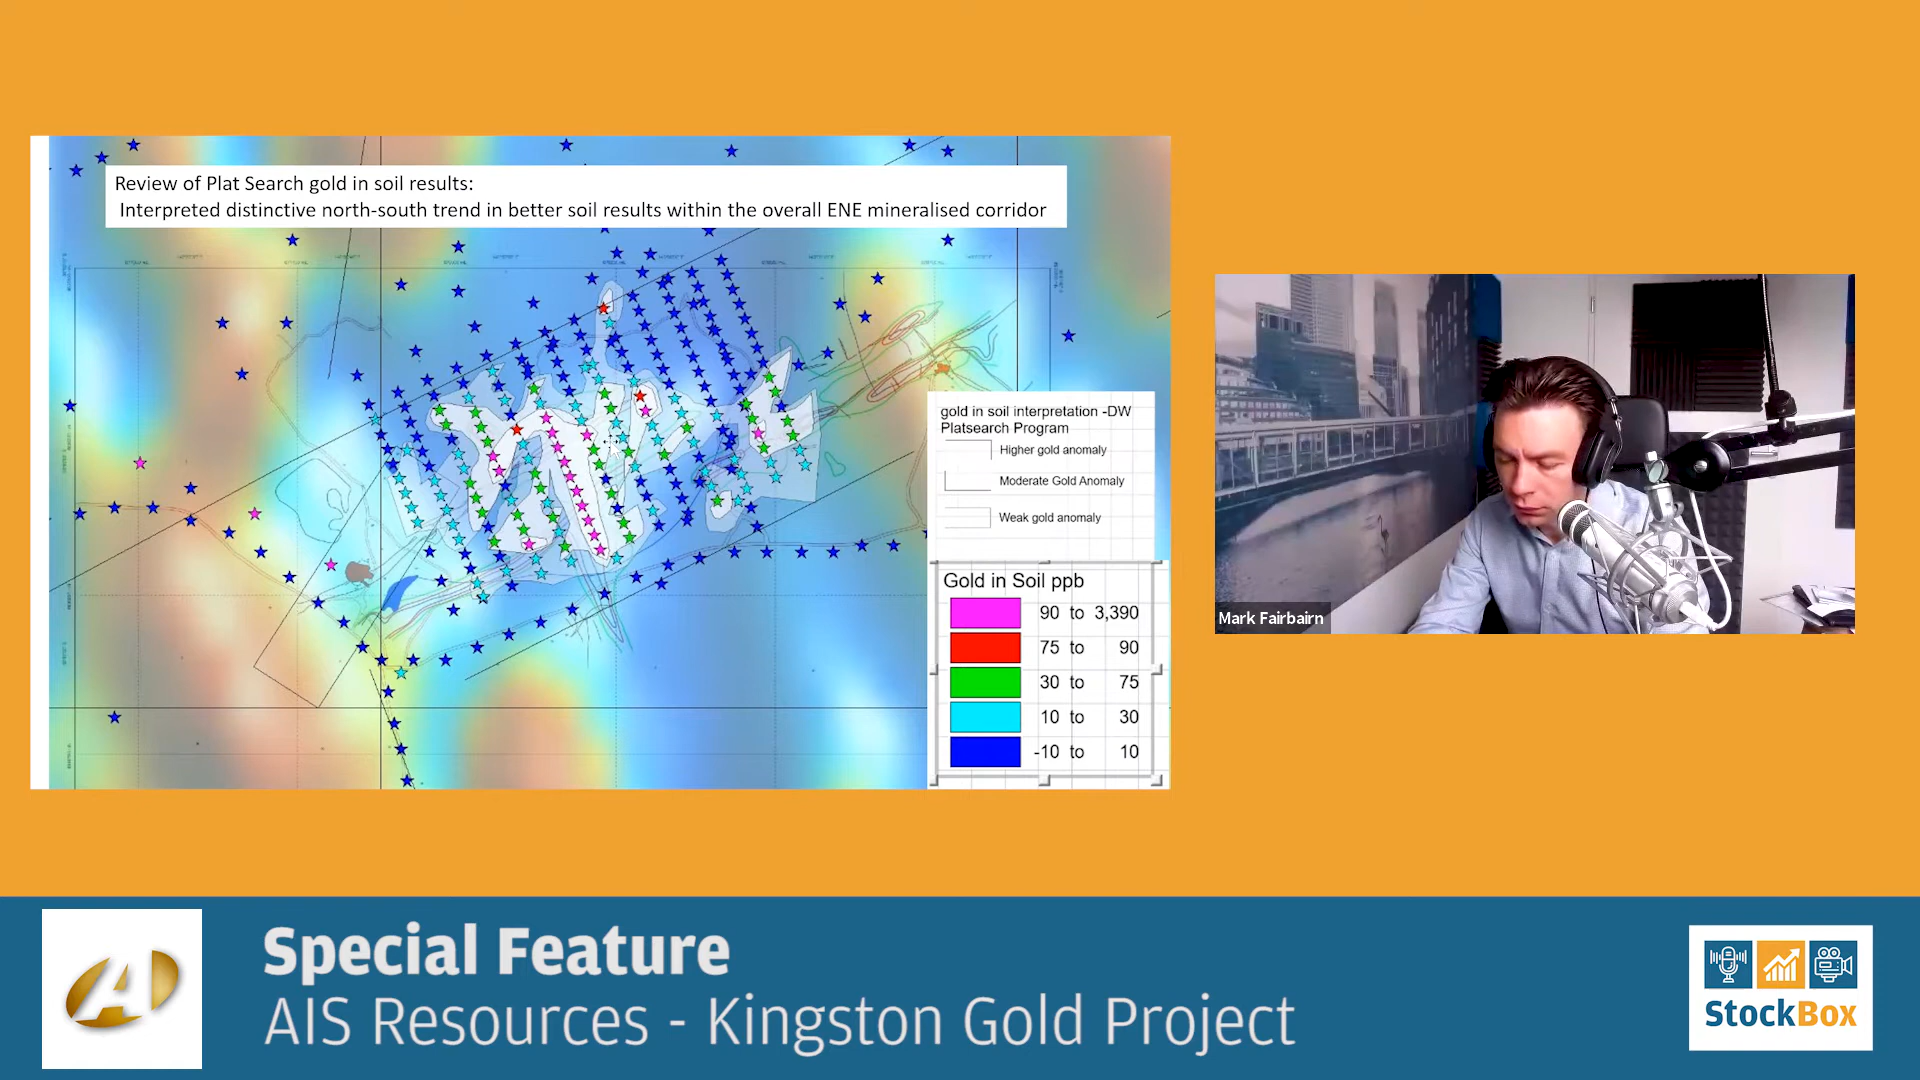 Review of Plat Search gold in soil results:
Interpreted distinctive north-south trend in better soil results within the overall ENE mineralised corridor
gold in soil interpretation -DW
Platsearch Program
Higher gold anomaly
Moderate Gold Anomaly
Weak gold anomaly
Gold in Soil ppb
90 to 3,390
75 to 90
30 to 75
10 to 30
-10 to 10
Mark Fairbairn
Special Feature
AIS Resources - Kingston Gold Project
StockBox